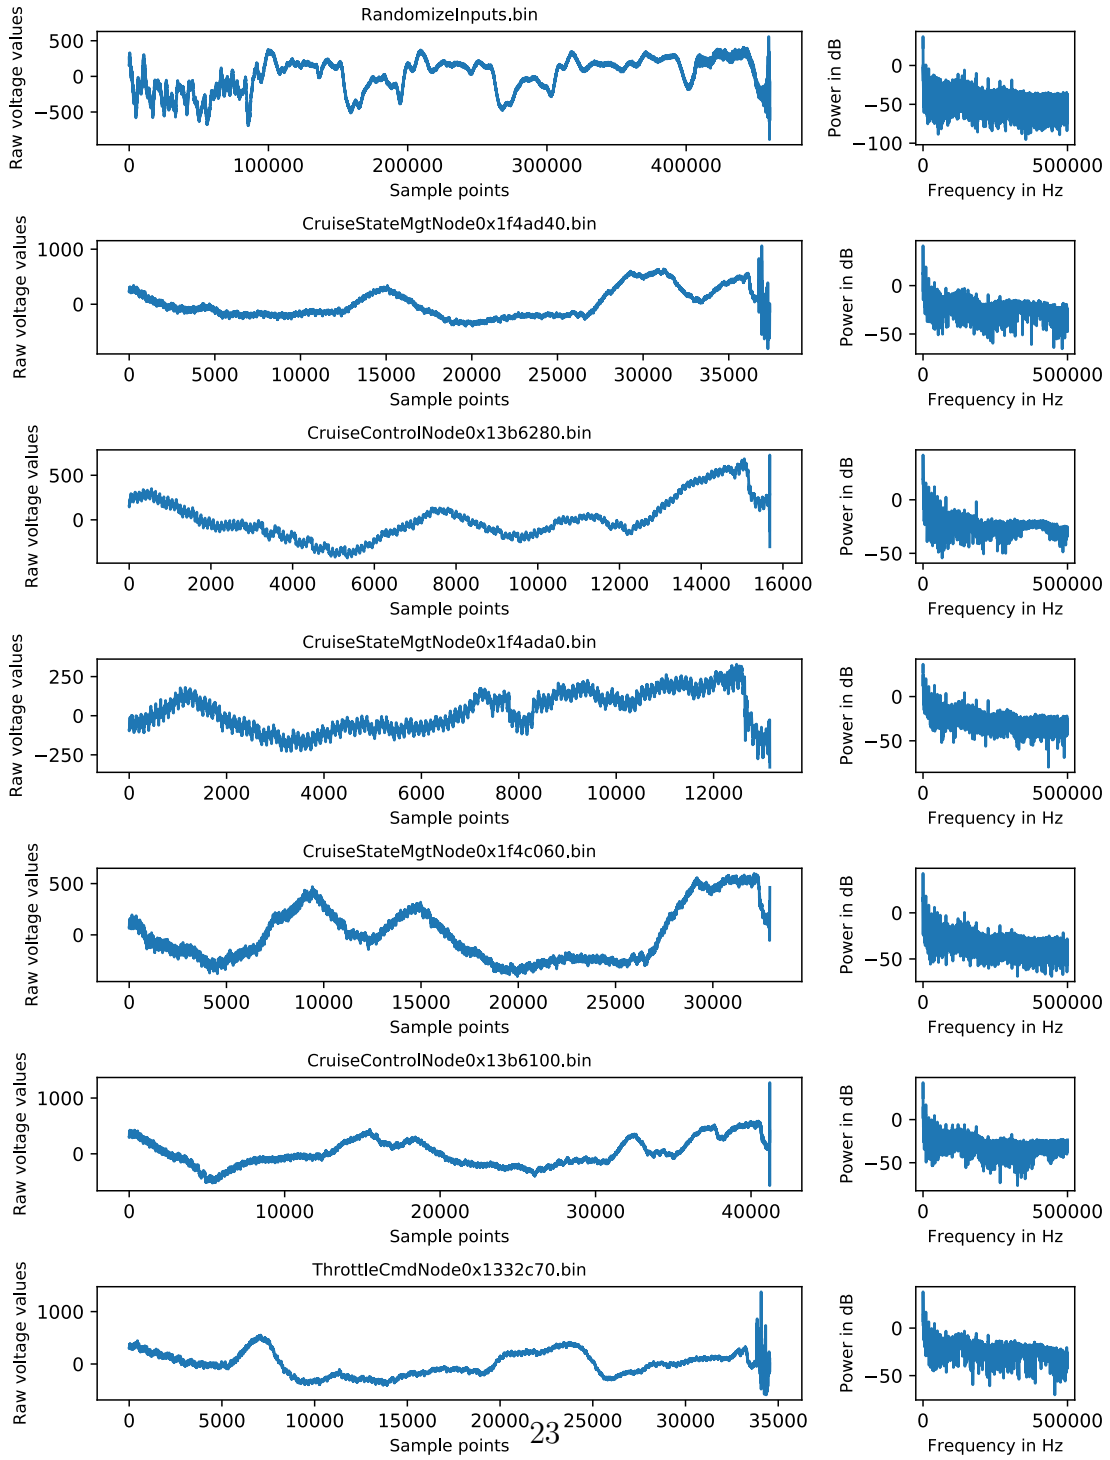 RandomizeInputs.bin
Raw voltage values
500
0
−500
0 100000 200000 300000 400000
Sample points
Power in dB
0
−50
−100
0 500000
Frequency in Hz
CruiseStateMgtNode0x1f4ad40.bin
Raw voltage values
1000
0
0 5000 10000 15000 20000 25000 30000 35000
Sample points
Power in dB
0
−50
0 500000
Frequency in Hz
CruiseControlNode0x13b6280.bin
Raw voltage values
500
0
0 2000 4000 6000 8000 10000 12000 14000 16000
Sample points
Power in dB
0
−50
0 500000
Frequency in Hz
CruiseStateMgtNode0x1f4ada0.bin
Raw voltage values
250
0
−250
0 2000 4000 6000 8000 10000 12000
Sample points
Power in dB
0
−50
0 500000
Frequency in Hz
CruiseStateMgtNode0x1f4c060.bin
Raw voltage values
500
0
0 5000 10000 15000 20000 25000 30000
Sample points
Power in dB
0
−50
0 500000
Frequency in Hz
CruiseControlNode0x13b6100.bin
Raw voltage values
1000
0
0 10000 20000 30000 40000
Sample points
Power in dB
0
−50
0 500000
Frequency in Hz
ThrottleCmdNode0x1332c70.bin
Raw voltage values
1000
0
0 5000 10000 15000 20000 25000 30000 35000
Sample points
Power in dB
0
−50
0 500000
Frequency in Hz
23